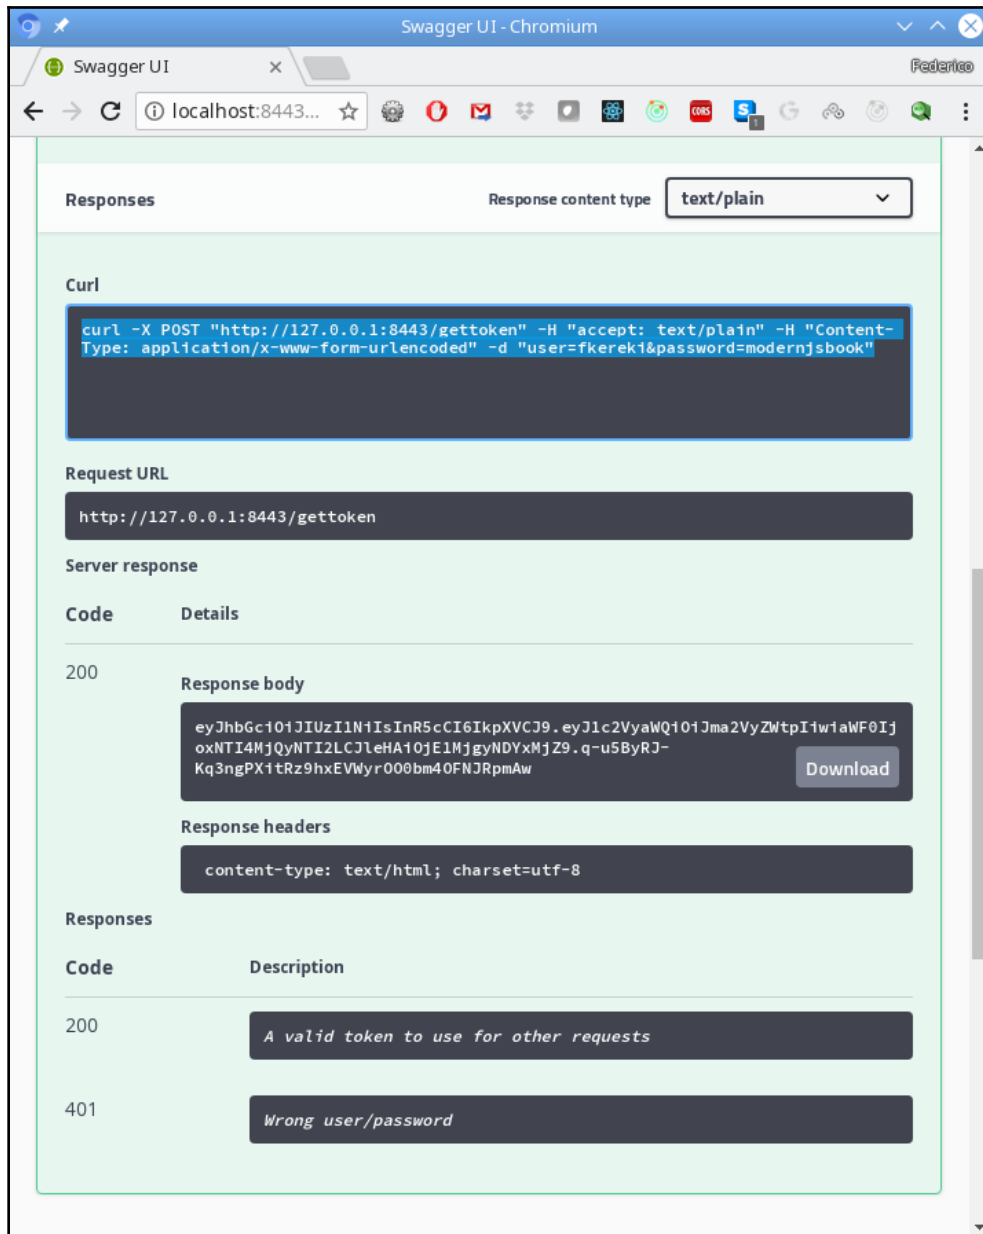 Swagger UI - Chromium
Swagger UI
Federico
localhost:8443...
CORS
S
1
G
Responses
Response content type
text/plain
Curl
curl -X POST "http://127.0.0.1:8443/gettoken" -H "accept: text/plain" -H "Content-
Type: application/x-www-form-urlencoded" -d "user=fkereki&password=modernjsbook"
Request URL
http://127.0.0.1:8443/gettoken
Server response
Code Details
200
Response body
eyJhbGciOiJIUzI1NiIsInR5cCI6IkpXVCJ9.eyJ1c2VyaWQiOiJma2VyZWtpIiwiaWF0Ij
oxNTI4MjQyNTI2LCJleHAiOjE1MjgyNDYxMjZ9.q-u5ByRJ-
Kq3ngPXitRz9hxEVWyrOO0bm4OFNJRpmAw
Download
Response headers
content-type: text/html; charset=utf-8
Responses
Code Description
200 A valid token to use for other requests
401 Wrong user/password